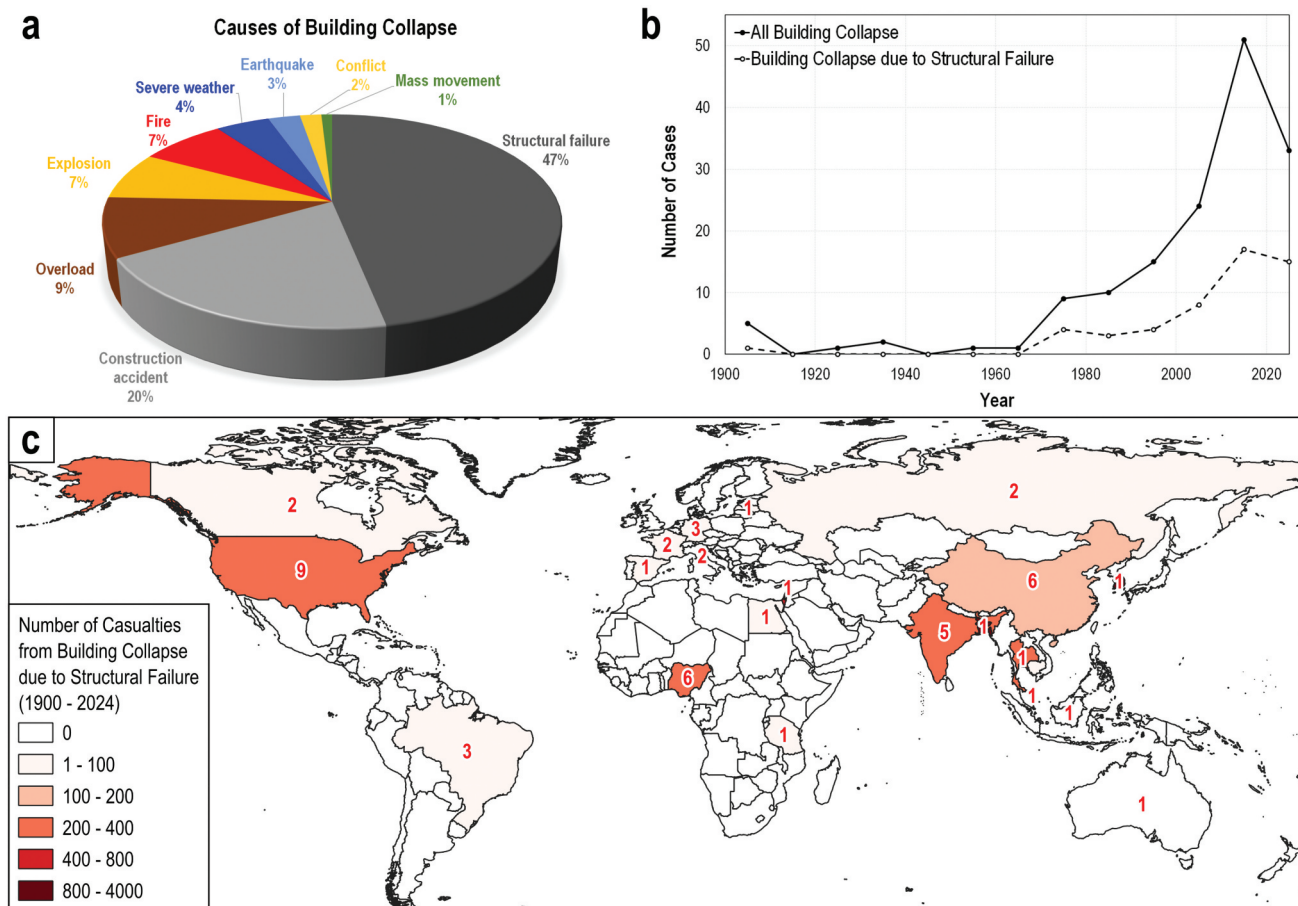 a
Causes of Building Collapse
Structural failure
47%
Construction
accident
20%
Overload
9%
Explosion
7%
Fire
7%
Severe weather
4%
Earthquake
3%
Conflict
2%
Mass movement
1%
b
All Building Collapse
Building Collapse due to Structural Failure
Number of Cases
50
40
30
20
10
0
1900
1920
1940
1960
1980
2000
2020
Year
c
2
9
3
1
3
2
2
1
1
1
6
1
2
6
1
5
1
1
1
1
1
Number of Casualties
from Building Collapse
due to Structural Failure
(1900 - 2024)
0
1 - 100
100 - 200
200 - 400
400 - 800
800 - 4000